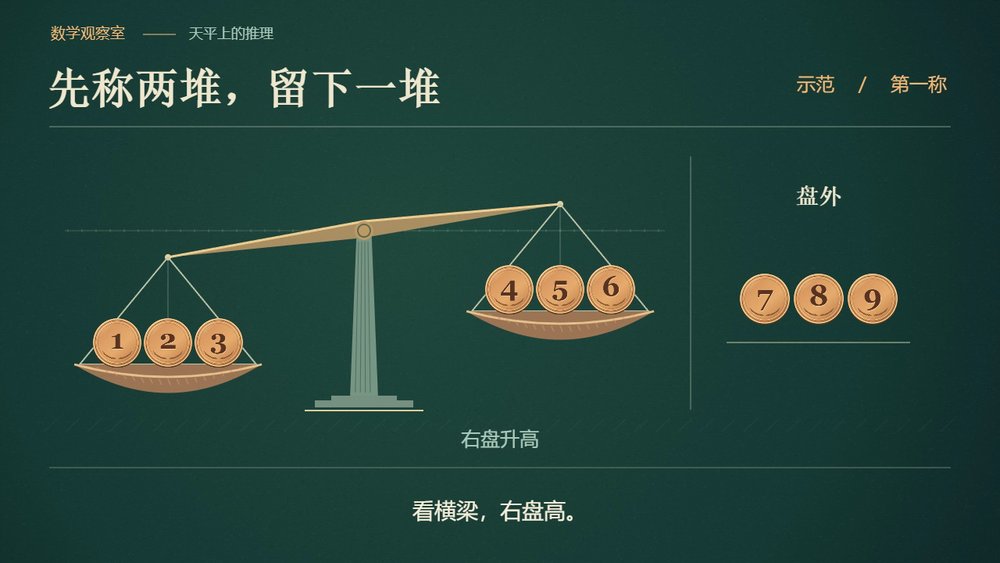 数学观察室 —— 天平上的推理
先称两堆，留下一堆
示范 / 第一称
盘外
1 2 3
4 5 6
7 8 9
右盘升高
看横梁，右盘高。